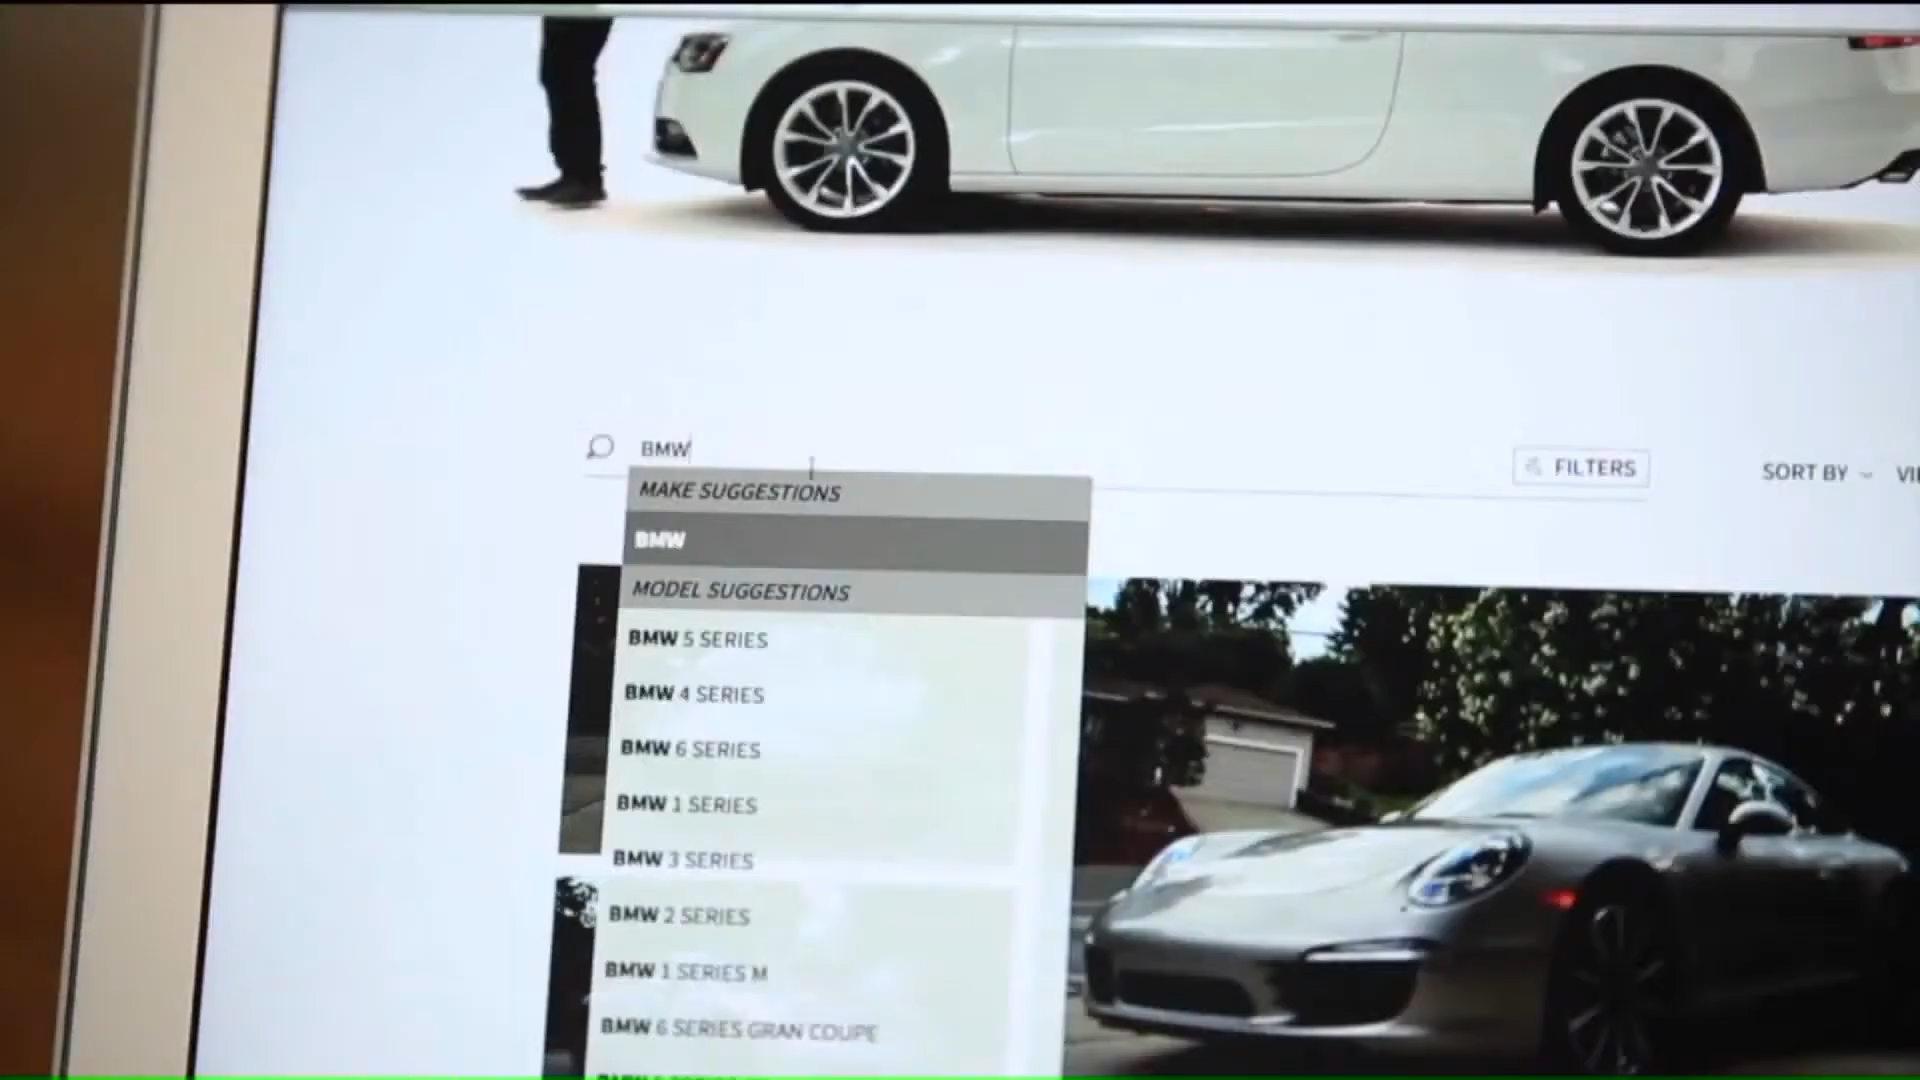 BMW
FILTERS
SORT BY
MAKE SUGGESTIONS
BMW
MODEL SUGGESTIONS
BMW 5 SERIES
BMW 4 SERIES
BMW 6 SERIES
BMW 1 SERIES
BMW 3 SERIES
BMW 2 SERIES
BMW 1 SERIES M
BMW 6 SERIES GRAN COUPE